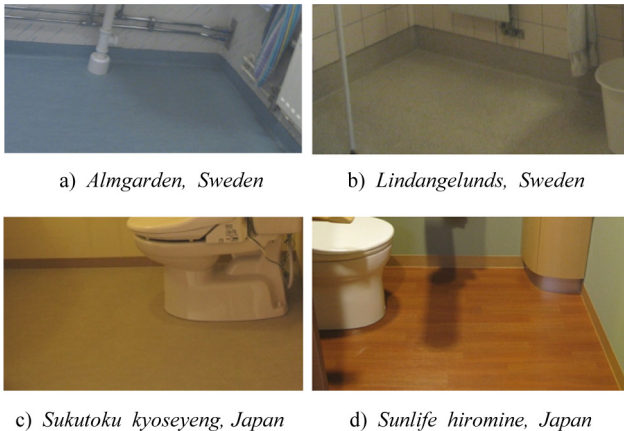 a) Almgarden, Sweden
b) Lindangelunds, Sweden
c) Sukutoku kyoseyeng, Japan
d) Sunlife hiromine, Japan